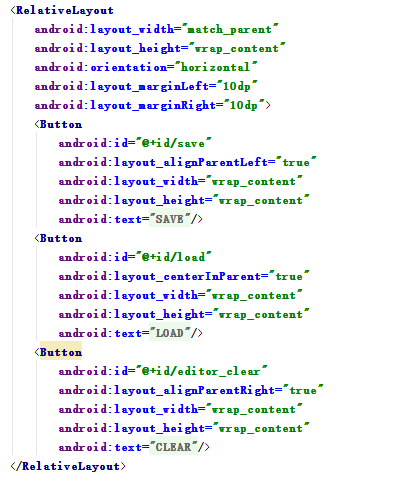 <RelativeLayout
android:layout_width="match_parent"
android:layout_height="wrap_content"
android:orientation="horizontal"
android:layout_marginLeft="10dp"
android:layout_marginRight="10dp">
<Button
android:id="@+id/save"
android:layout_alignParentLeft="true"
android:layout_width="wrap_content"
android:layout_height="wrap_content"
android:text="SAVE"/>
<Button
android:id="@+id/load"
android:layout_centerInParent="true"
android:layout_width="wrap_content"
android:layout_height="wrap_content"
android:text="LOAD"/>
<Button
android:id="@+id/editor_clear"
android:layout_alignParentRight="true"
android:layout_width="wrap_content"
android:layout_height="wrap_content"
android:text="CLEAR"/>
</RelativeLayout>